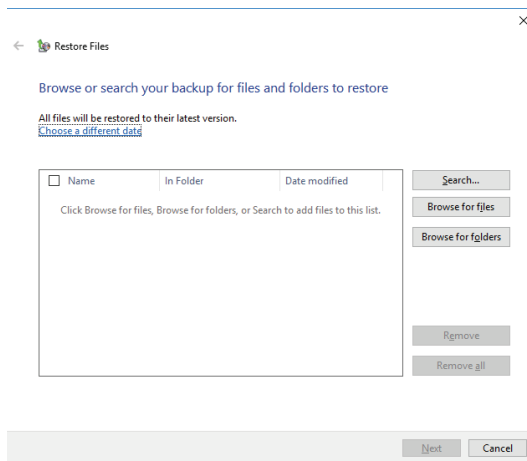 Restore Files
Browse or search your backup for files and folders to restore
All files will be restored to their latest version.
Choose a different date
Name In Folder Date modified
Click Browse for files, Browse for folders, or Search to add files to this list.
Search...
Browse for files
Browse for folders
Remove
Remove all
Next Cancel